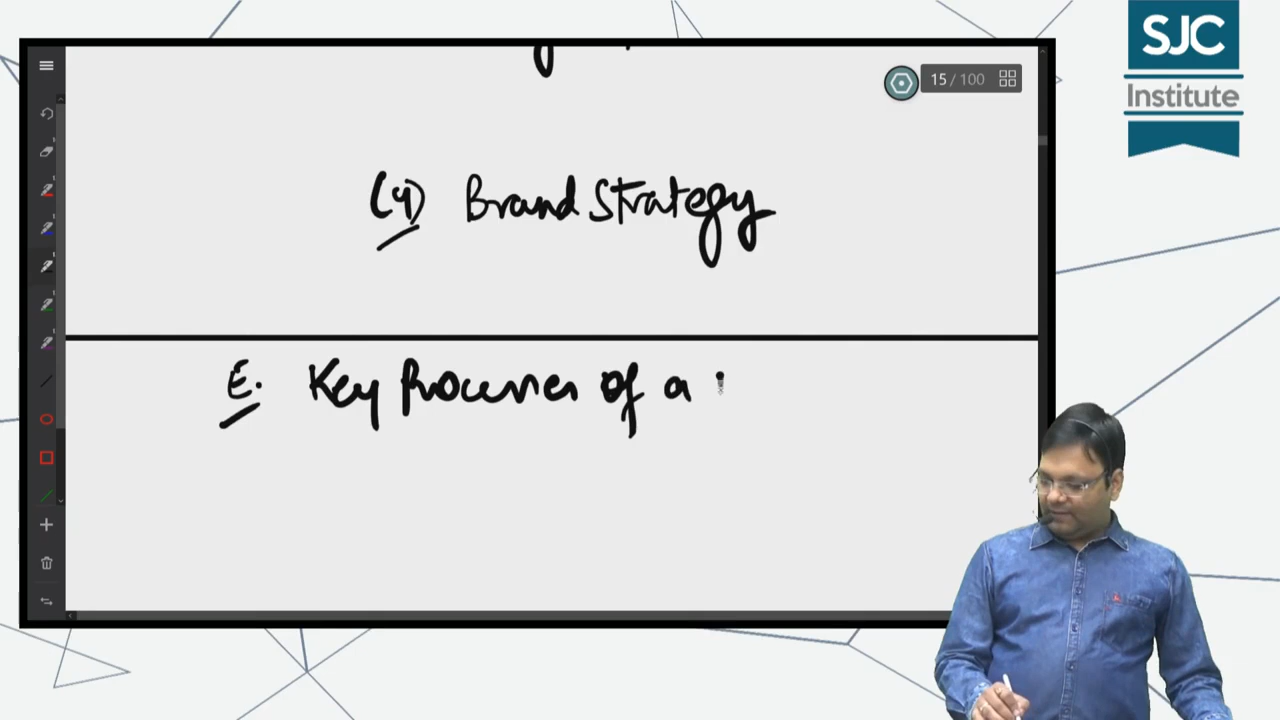 15 / 100
SJC
Institute
(4) Brand Strategy
E. Key Processes of a